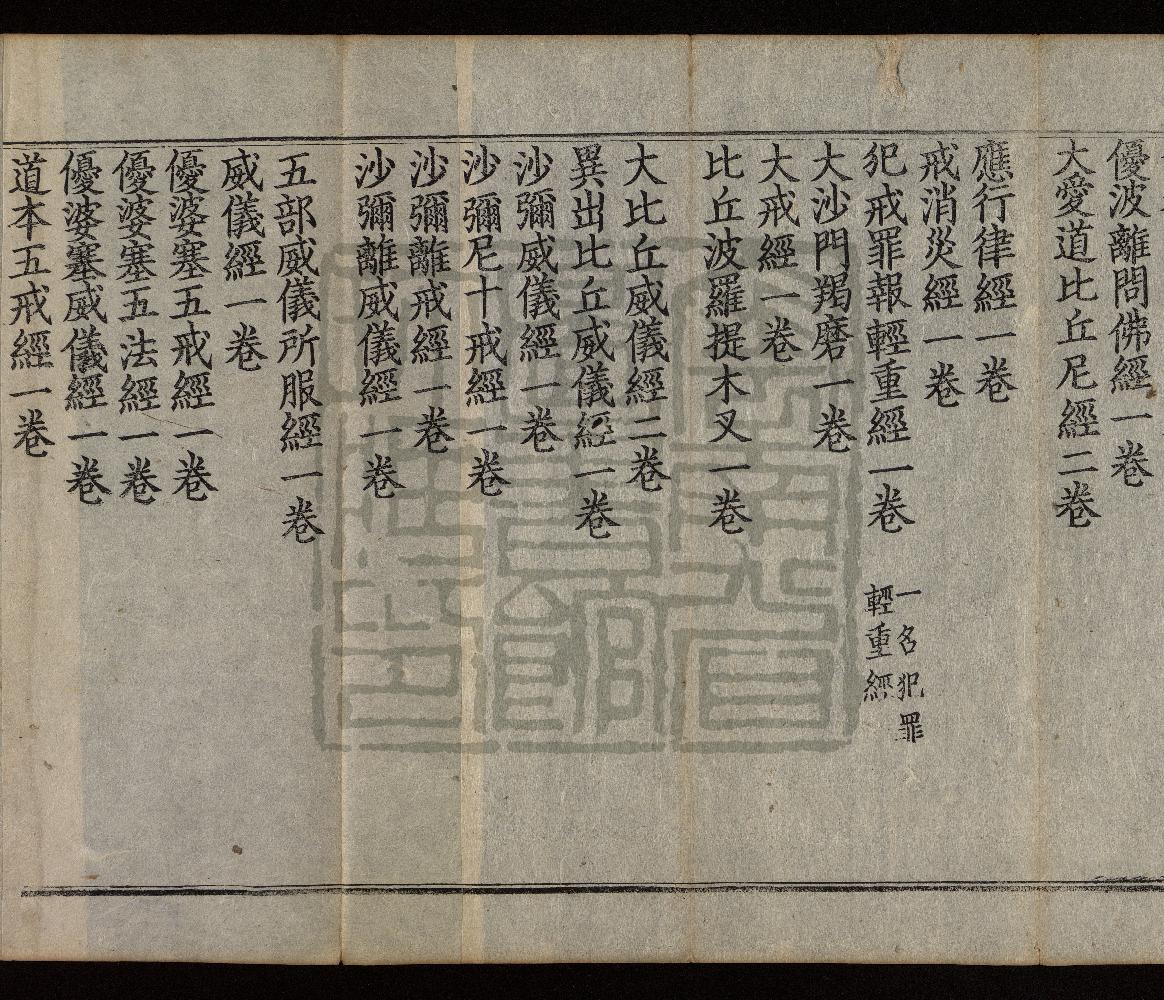 優波離問佛經一卷
大愛道比丘尼經二卷
應行律經一卷
戒消災經一卷
犯戒罪報輕重經一卷
一名犯罪
輕重經
大沙門羯磨一卷
大戒經一卷
比丘波羅提木叉一卷
大比丘威儀經二卷
異出比丘威儀經一卷
沙彌威儀經一卷
沙彌尼十戒經一卷
沙彌離戒經一卷
沙彌離威儀經一卷
五部威儀所服經一卷
威儀經一卷
優婆塞五戒經一卷
優婆塞五法經一卷
優婆塞威儀經一卷
道本五戒經一卷